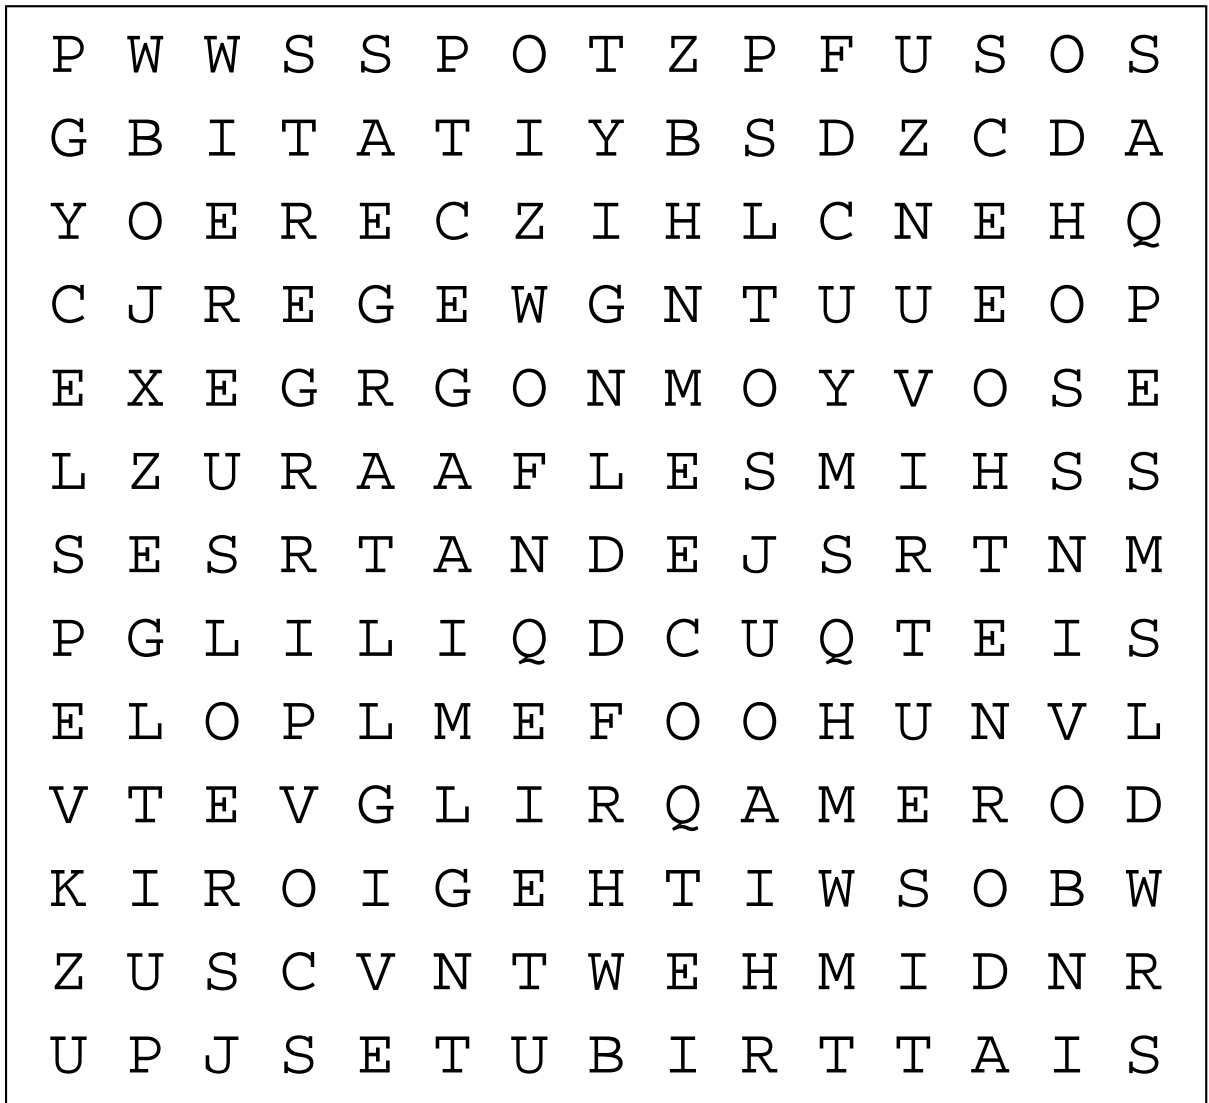 P W W S S P O T Z P F U S O S
G B I T A T I Y B S D Z C D A
Y O E R E C Z I H L C N E H Q
C J R E G E W G N T U U E O P
E X E G R G O N M O Y V O S E
L Z U R A A F L E S M I H S S
S E S R T A N D E J S R T N M
P G L I L I Q D C U Q T E I S
E L O P L M E F O O H U N V L
V T E V G L I R Q A M E R O D
K I R O I G E H T I W S O B W
Z U S C V N T W E H M I D N R
U P J S E T U B I R T T A I S